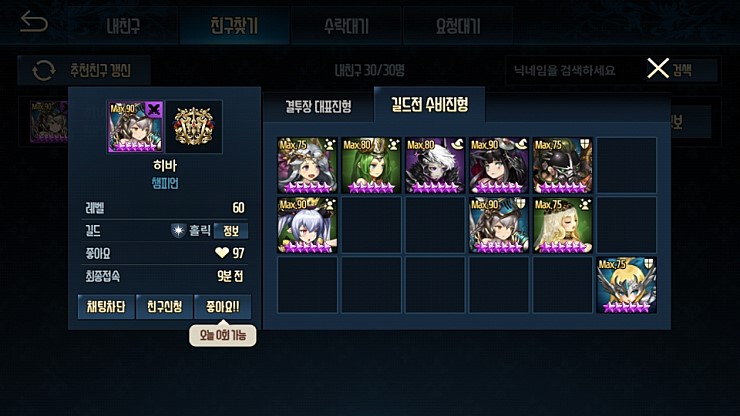 내친구 친구찾기 수락대기 요청대기
추천친구 갱신 내친구 30/30명 닉네임을 검색하세요 검색
결투장 대표진형 길드전 수비진형
Max.90
히바
챔피언
레벨 60
길드 홀릭 정보
좋아요 97
최종접속 9분 전
채팅차단 친구신청 좋아요!!
오늘 0회 가능
Max.75 Max.80 Max.80 Max.90 Max.75
Max.90 Max.90 Max.75
Max.75